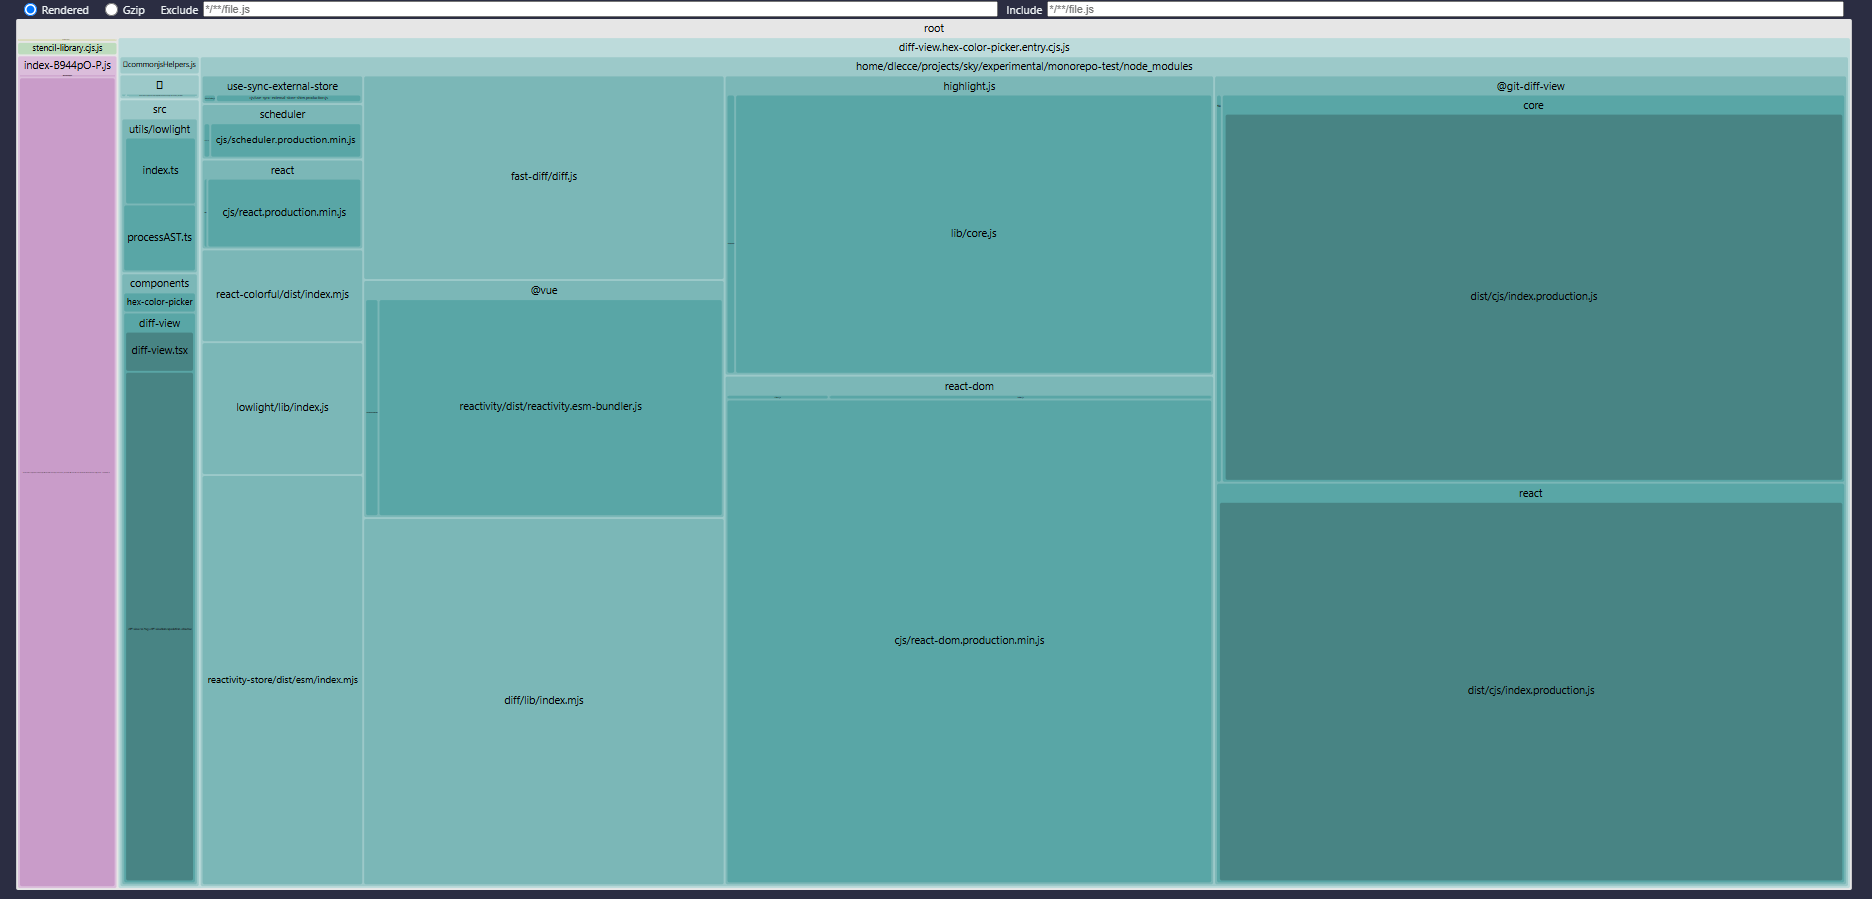 Rendered Gzip Exclude */**/file.js Include */**/file.js
root
stencil-library.cjs.js
diff-view.hex-color-picker.entry.cjs.js
index-B944pO-P.js
commonjsHelpers.js
home/dlecce/projects/sky/experimental/monorepo-test/node_modules
src
utils/lowlight
index.ts
processAST.ts
components
hex-color-picker
diff-view
diff-view.tsx
use-sync-external-store
scheduler
cjs/scheduler.production.min.js
react
cjs/react.production.min.js
react-colorful/dist/index.mjs
lowlight/lib/index.js
reactivity-store/dist/esm/index.mjs
fast-diff/diff.js
@vue
reactivity/dist/reactivity.esm-bundler.js
diff/lib/index.mjs
highlight.js
lib/core.js
react-dom
cjs/react-dom.production.min.js
@git-diff-view
core
dist/cjs/index.production.js
react
dist/cjs/index.production.js